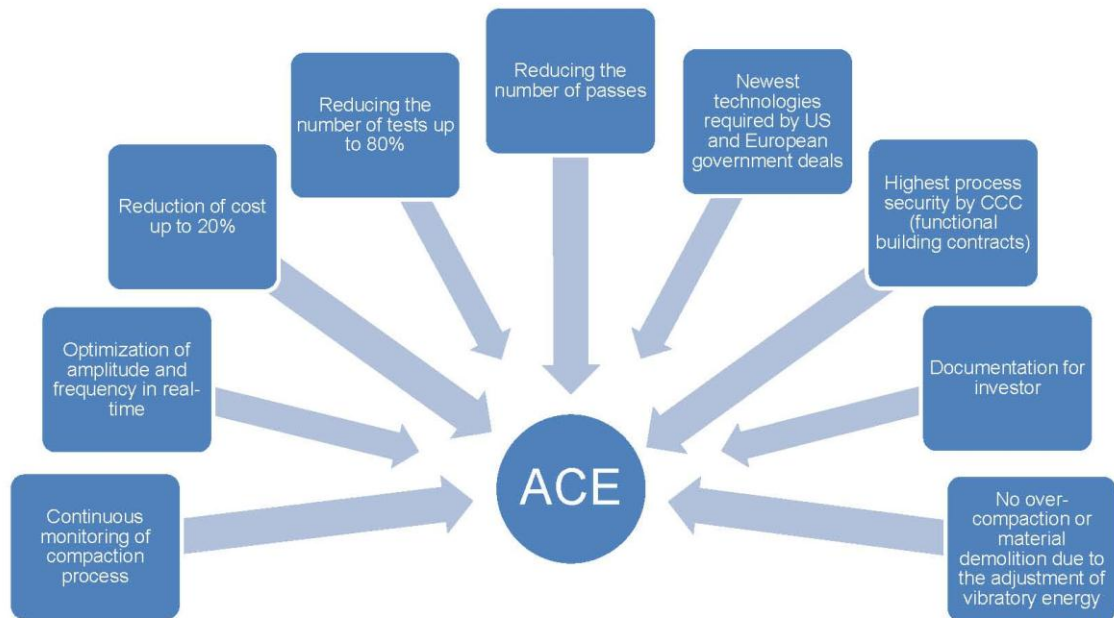 Continuous
monitoring of
compaction
process
Optimization of
amplitude and
frequency in real-
time
Reduction of cost
up to 20%
Reducing the
number of tests up
to 80%
Reducing the
number of passes
Newest
technologies
required by US
and European
government deals
Highest process
security by CCC
(functional
building contracts)
Documentation for
investor
No over-
compaction or
material
demolition due to
the adjustment of
vibratory energy
ACE